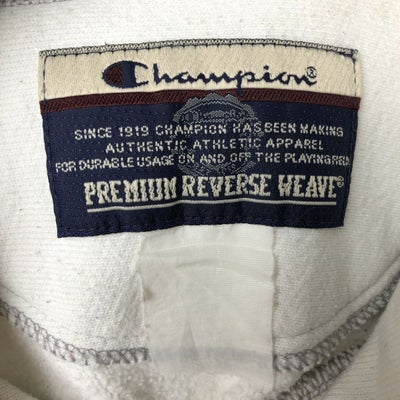 Champion®
SINCE 1919 CHAMPION HAS BEEN MAKING
AUTHENTIC ATHLETIC APPAREL
FOR DURABLE USAGE ON AND OFF THE PLAYING FIELD
PREMIUM REVERSE WEAVE®